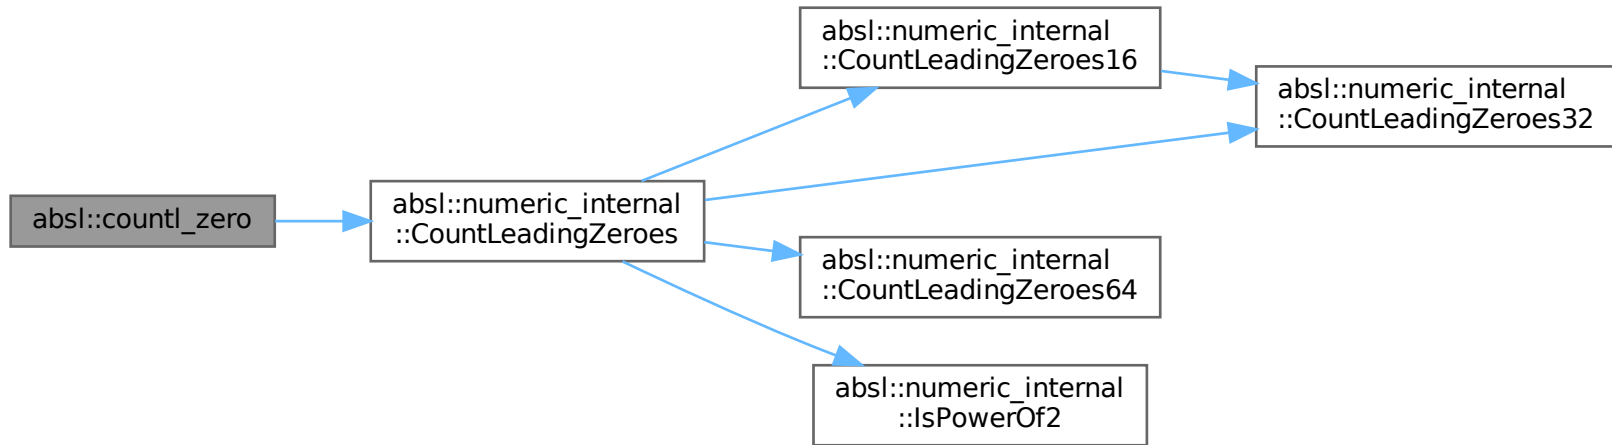 absl::countl_zero
absl::numeric_internal
::CountLeadingZeroes
absl::numeric_internal
::CountLeadingZeroes16
absl::numeric_internal
::CountLeadingZeroes32
absl::numeric_internal
::CountLeadingZeroes64
absl::numeric_internal
::IsPowerOf2